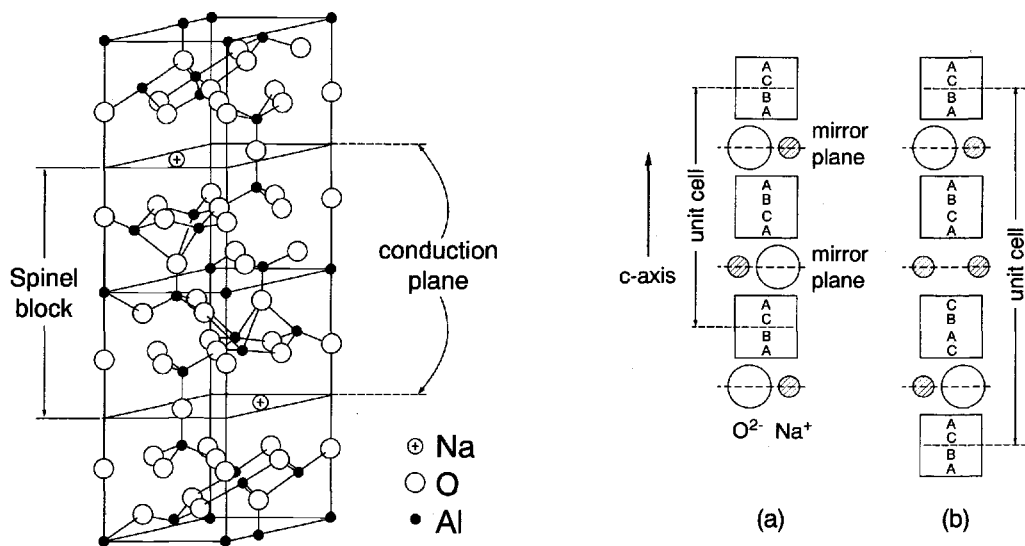 Spinel
block
conduction
plane
Na
O
Al
c-axis
unit cell
A
C
B
A
mirror
plane
A
B
C
A
mirror
plane
A
C
B
A
O2- Na+
(a)
A
C
B
A
A
B
C
A
C
B
A
C
A
C
B
A
unit cell
(b)